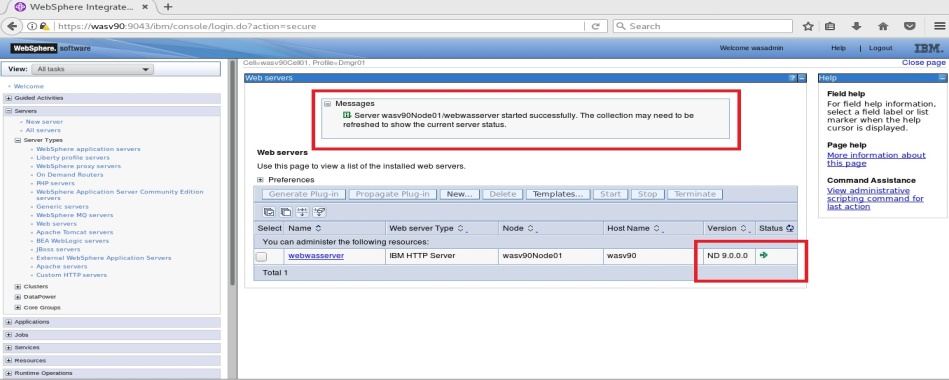 WebSphere Integrate...
https://wasv90:9043/ibm/console/login.do?action=secure
Search
WebSphere. software
Welcome wasadmin
Help
Logout
IBM.
View: All tasks
Cell=wasv90Cell01, Profile=Dmgr01
Close page
Welcome
Guided Activities
Servers
New server
All servers
Server Types
WebSphere application servers
Liberty profile servers
WebSphere proxy servers
On Demand Routers
PHP servers
WebSphere Application Server Community Edition
servers
Generic servers
WebSphere MQ servers
Web servers
Apache Tomcat servers
BEA WebLogic servers
JBoss servers
External WebSphere Application Servers
Apache servers
Custom HTTP servers
Clusters
DataPower
Core Groups
Applications
Jobs
Services
Resources
Runtime Operations
Web servers
Messages
Server wasv90Node01/webwasserver started successfully. The collection may need to be
refreshed to show the current server status.
Web servers
Use this page to view a list of the installed web servers.
Preferences
Generate Plug-in Propagate Plug-in New... Delete Templates... Start Stop Terminate
Select Name Web server Type Node Host Name Version Status
You can administer the following resources:
webwasserver IBM HTTP Server wasv90Node01 wasv90 ND 9.0.0.0
Total 1
Help
Field help
For field help information,
select a field label or list
marker when the help
cursor is displayed.
Page help
More information about
this page
Command Assistance
View administrative
scripting command for
last action